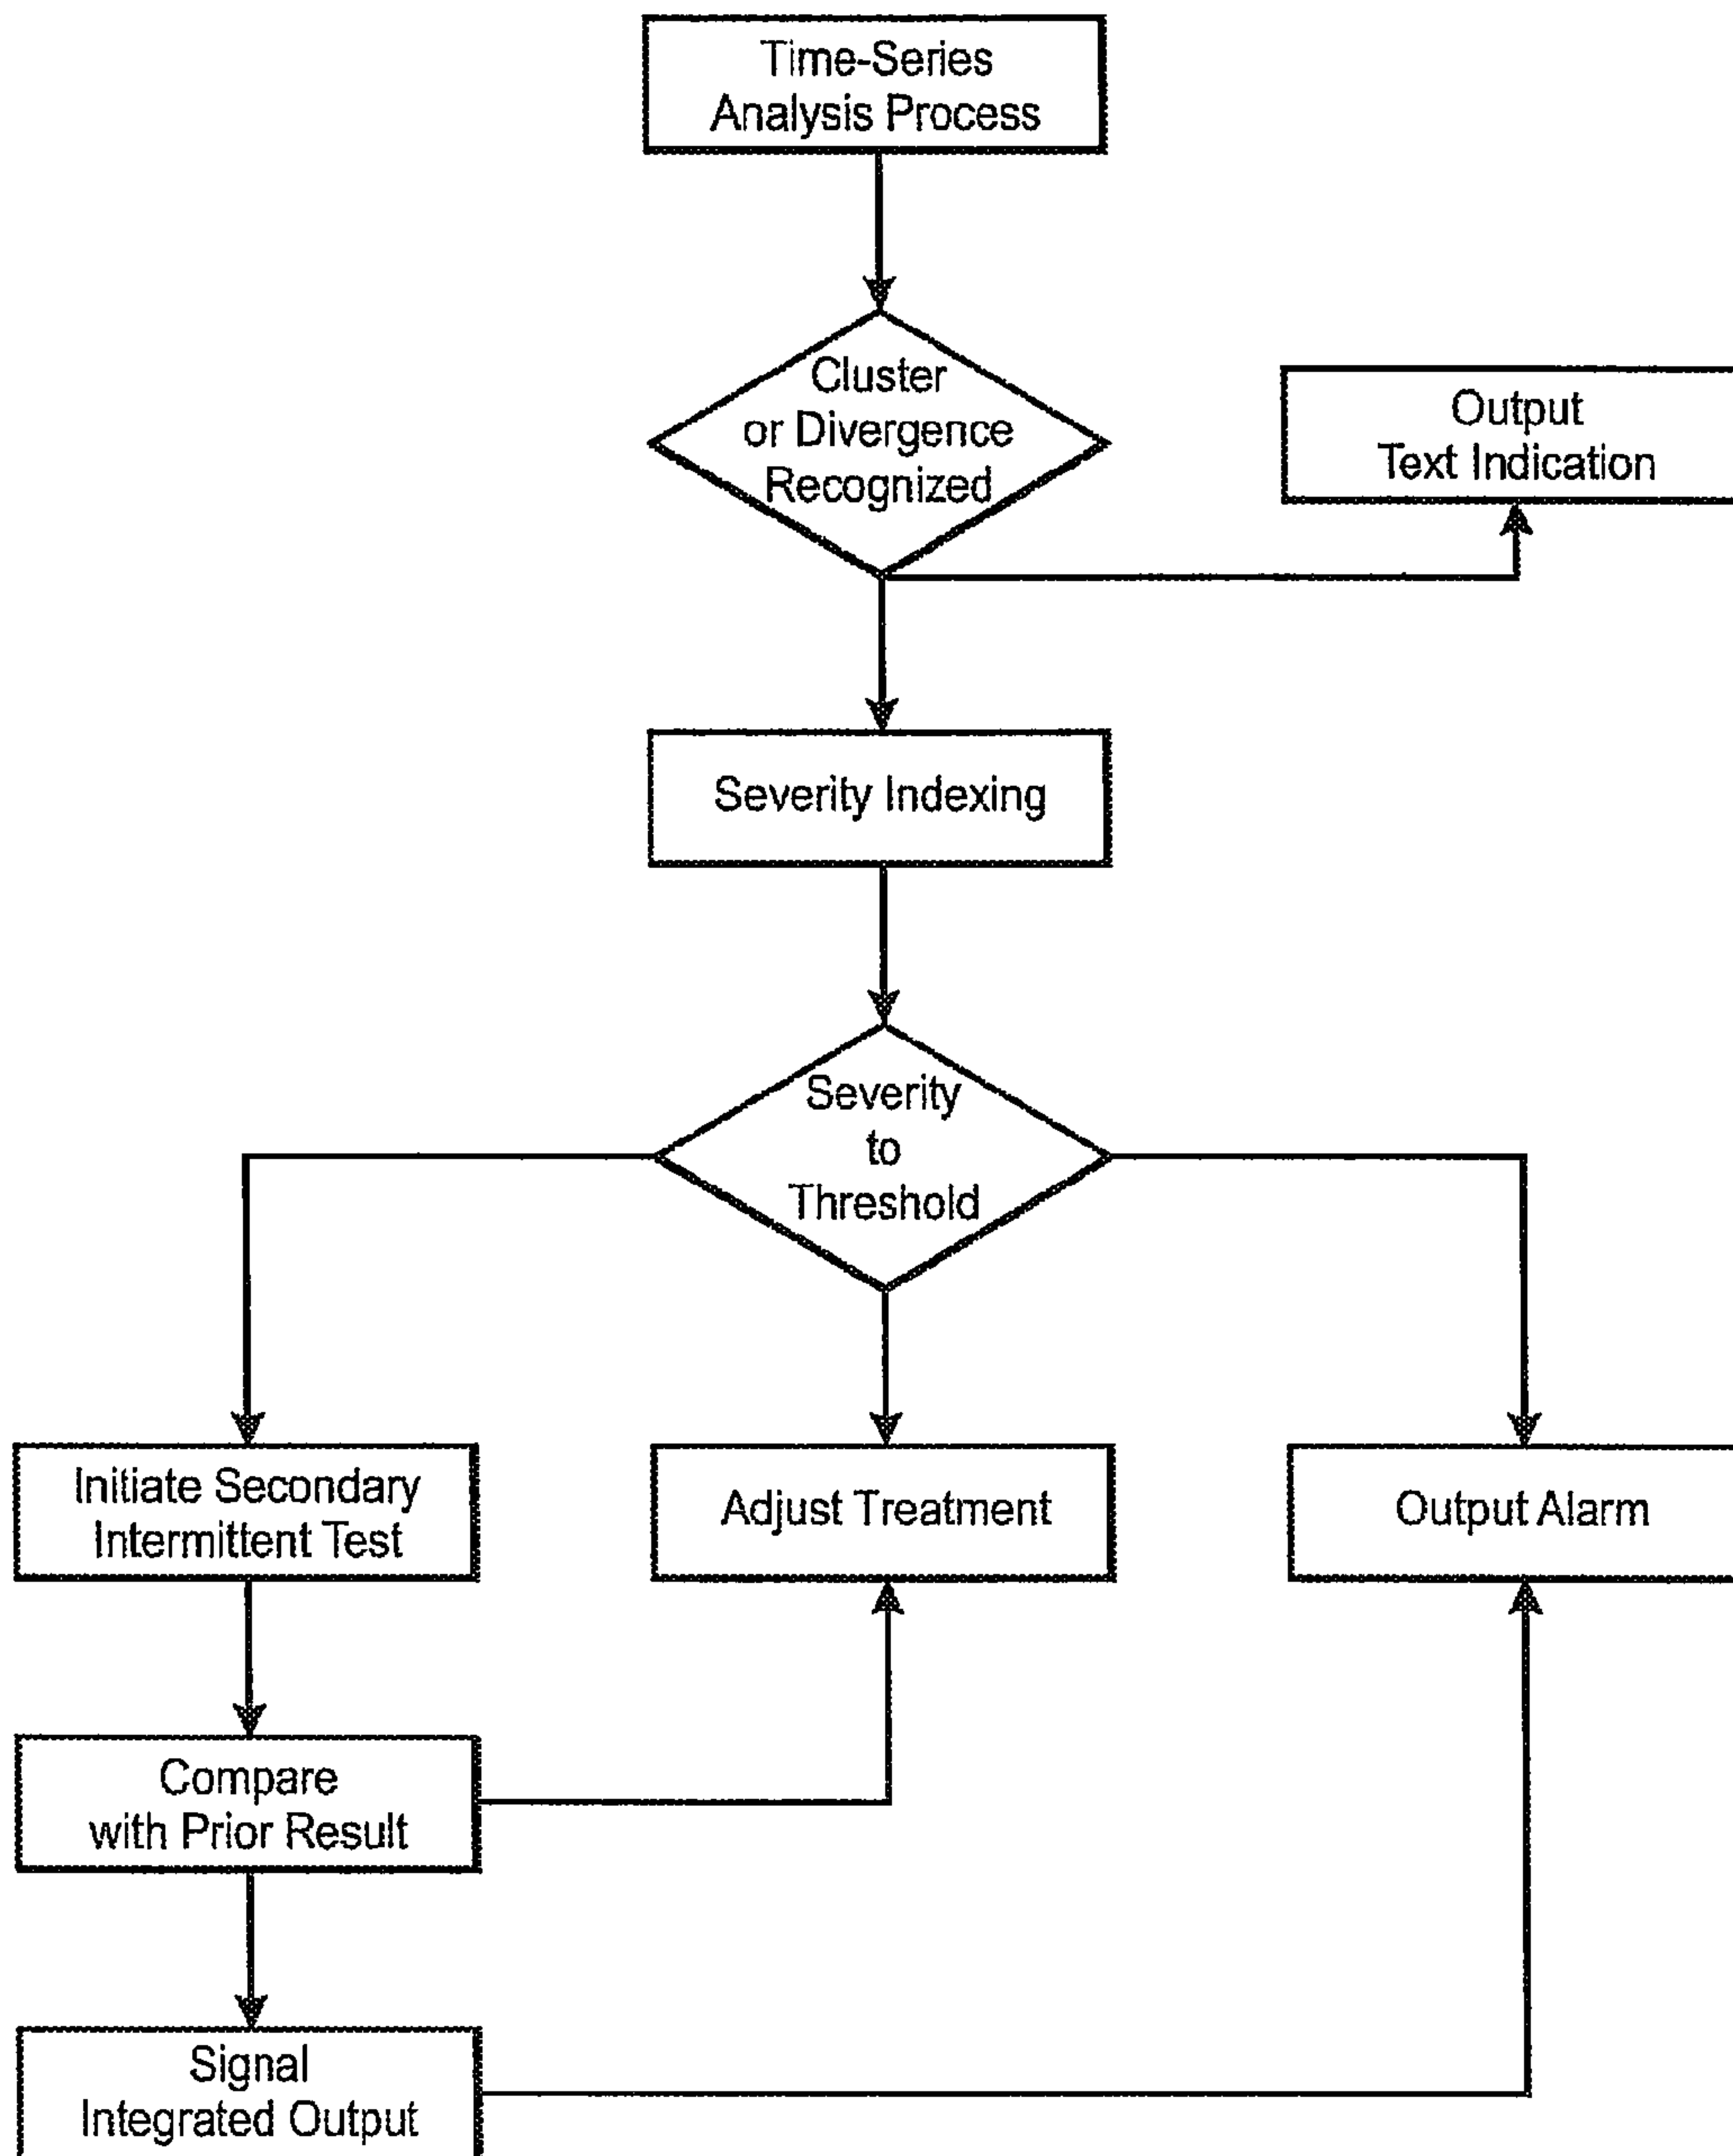 Time-Series
Analysis Process
Cluster
or Divergence
Recognized
Output
Text Indication
Severity Indexing
Severity
to
Threshold
Initiate Secondary
Intermittent Test
Adjust Treatment
Output Alarm
Compare
with Prior Result
Signal
Integrated Output